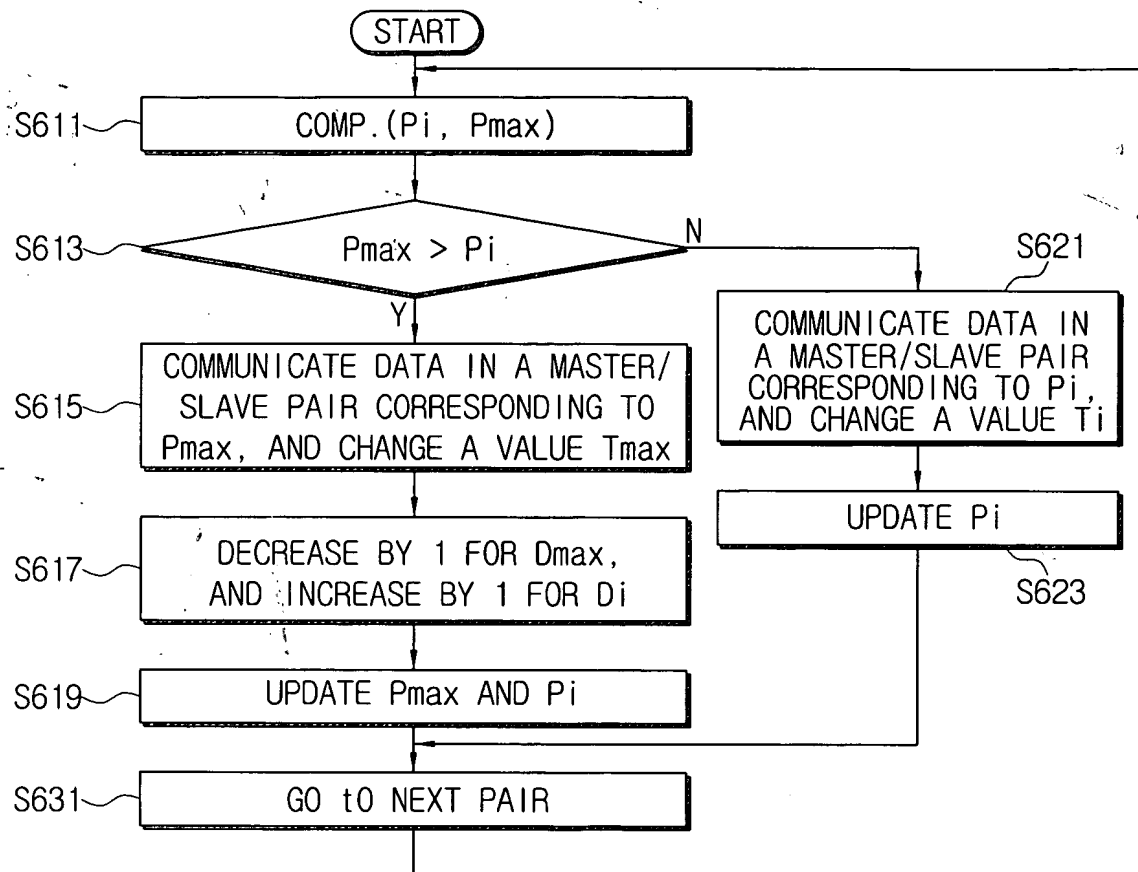 START
S611
COMP.(Pi, Pmax)
S613
Pmax > Pi
N
Y
S621
COMMUNICATE DATA IN
A MASTER/SLAVE PAIR
CORRESPONDING TO Pi,
AND CHANGE A VALUE Ti
S615
COMMUNICATE DATA IN A MASTER/
SLAVE PAIR CORRESPONDING TO
Pmax, AND CHANGE A VALUE Tmax
UPDATE Pi
S623
S617
DECREASE BY 1 FOR Dmax,
AND INCREASE BY 1 FOR Di
S619
UPDATE Pmax AND Pi
S631
GO tO NEXT PAIR